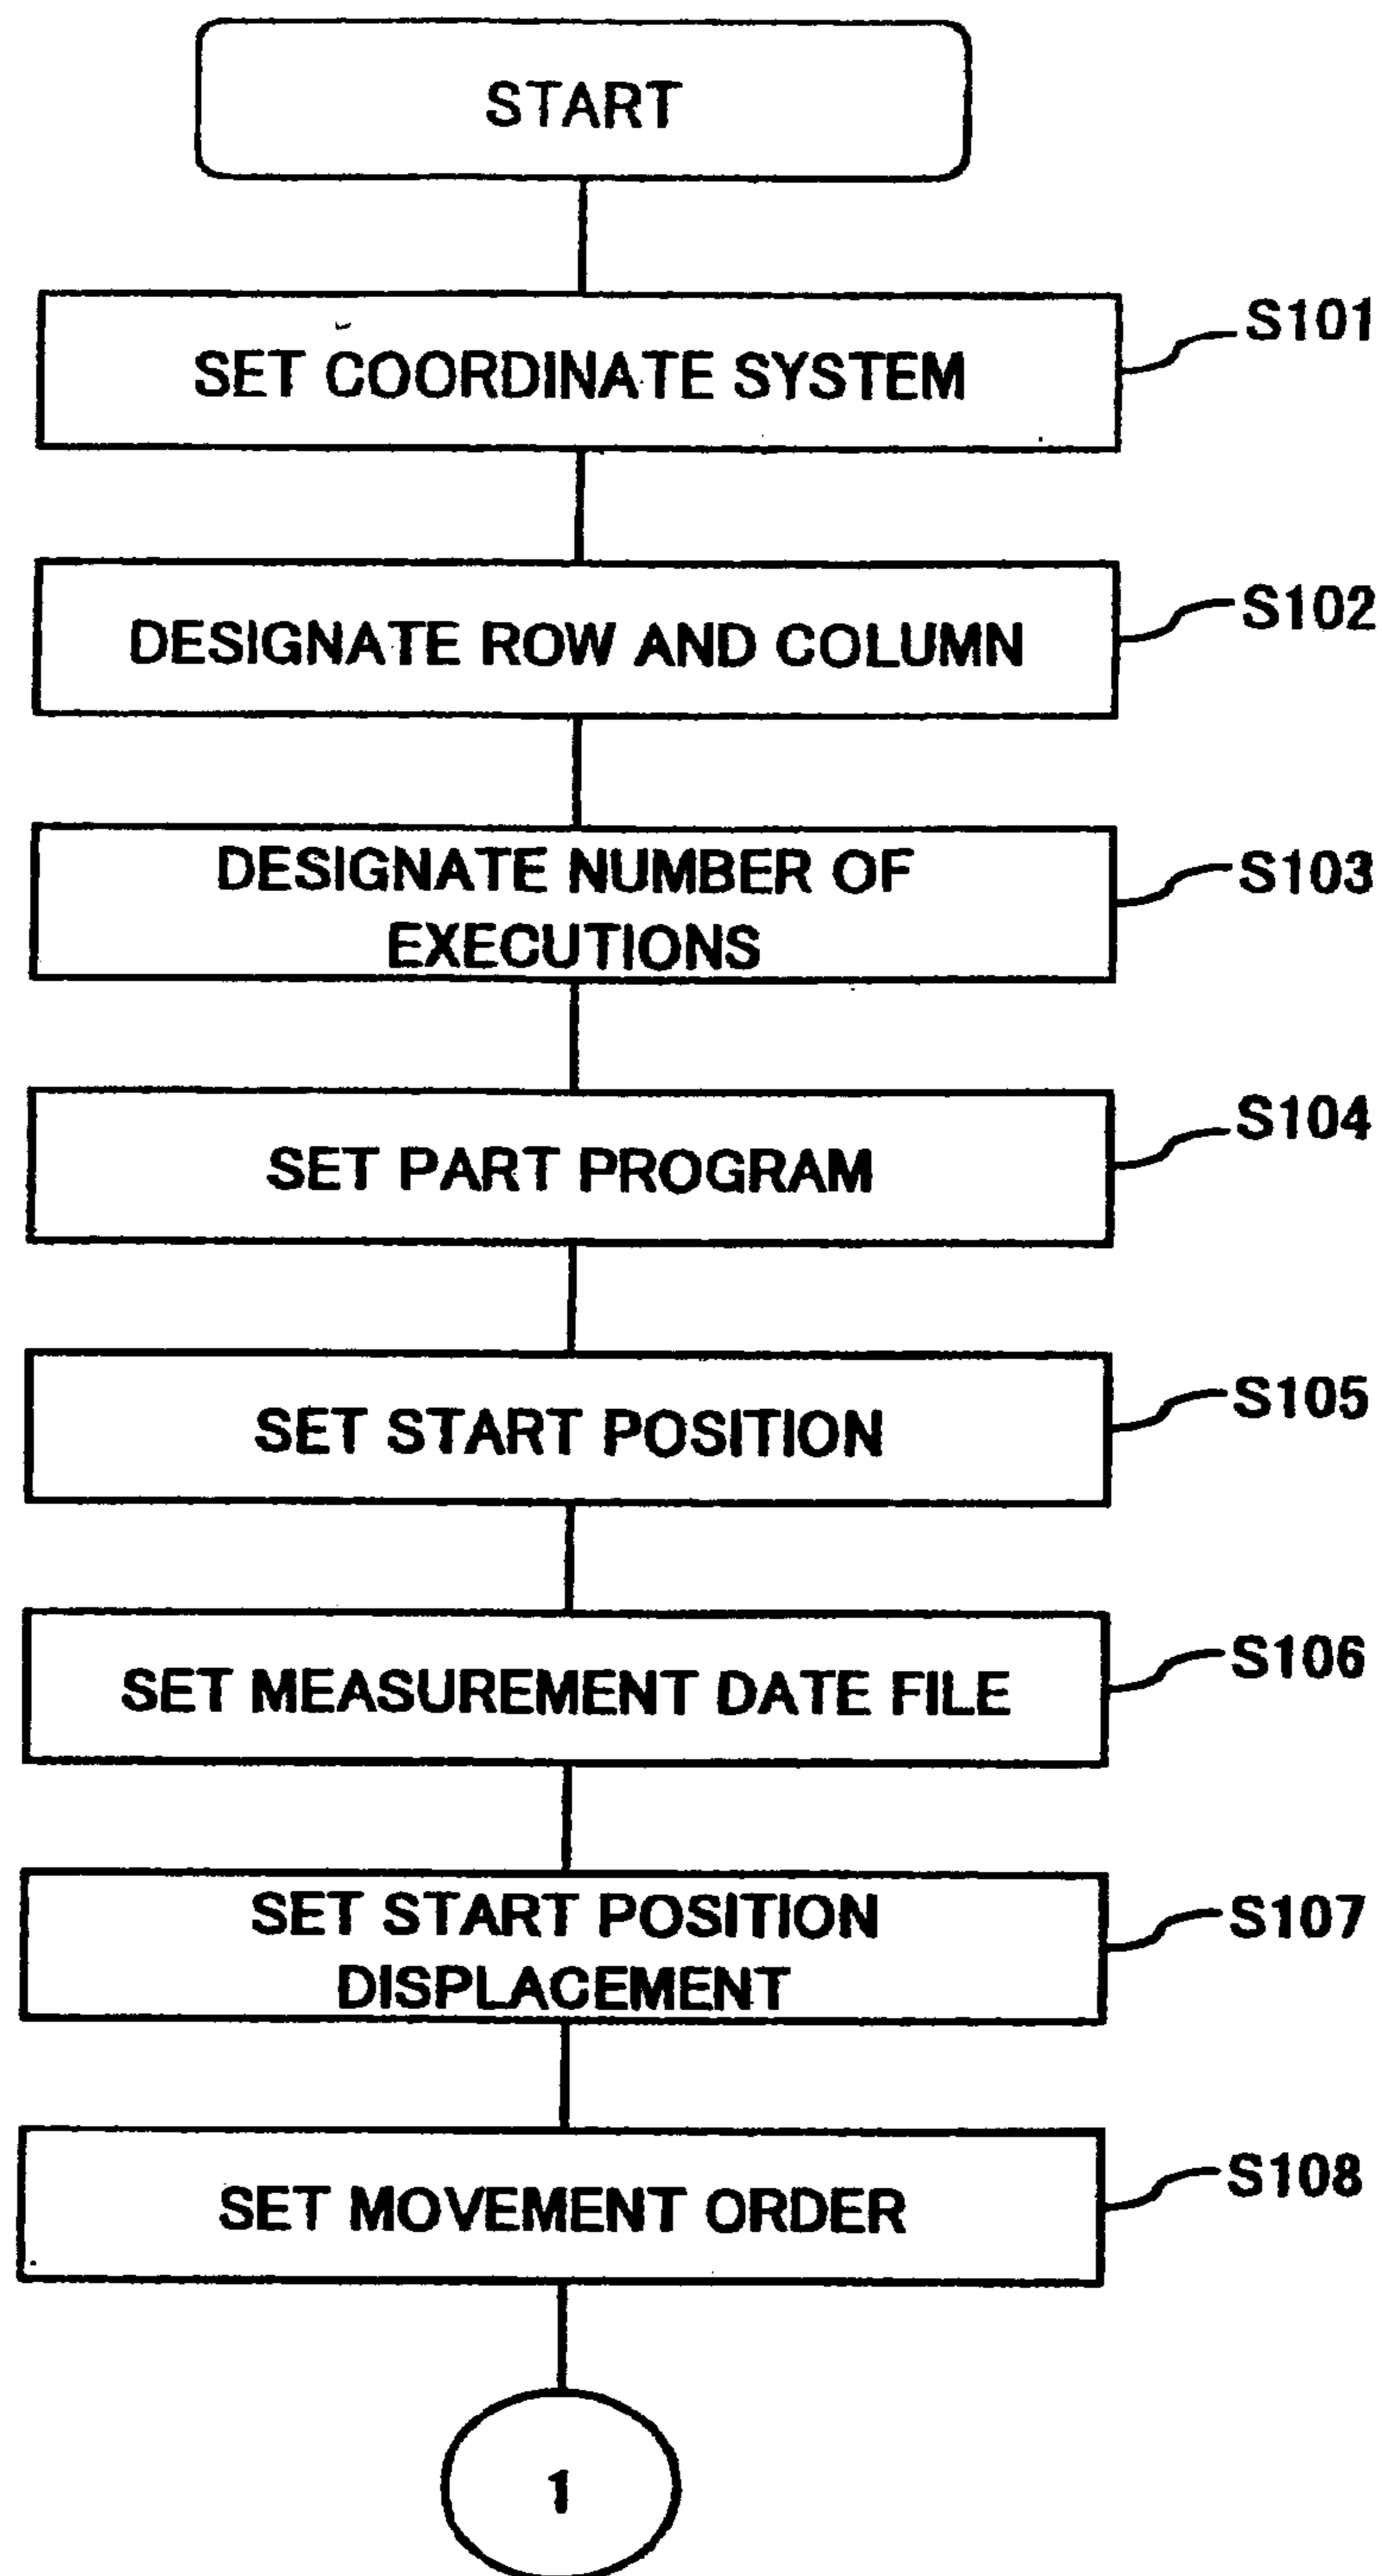 START
SET COORDINATE SYSTEM
S101
DESIGNATE ROW AND COLUMN
S102
DESIGNATE NUMBER OF
EXECUTIONS
S103
SET PART PROGRAM
S104
SET START POSITION
S105
SET MEASUREMENT DATE FILE
S106
SET START POSITION
DISPLACEMENT
S107
SET MOVEMENT ORDER
S108
1